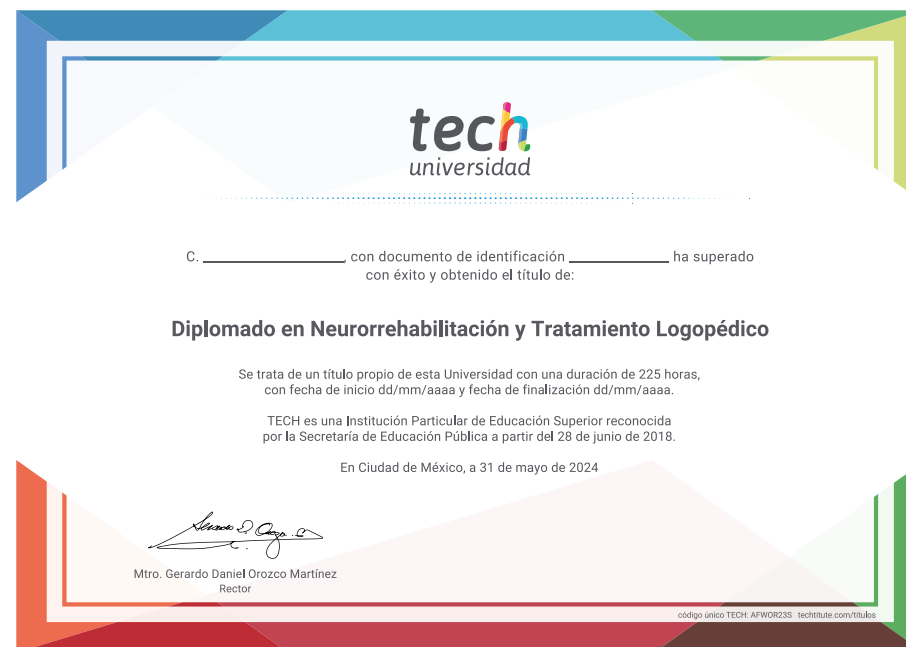 tech
universidad
C. ____________, con documento de identificación ____________ ha superado
con éxito y obtenido el título de:
Diplomado en Neurorrehabilitación y Tratamiento Logopédico
Se trata de un título propio de esta Universidad con una duración de 225 horas,
con fecha de inicio dd/mm/aaaa y fecha de finalización dd/mm/aaaa.
TECH es una Institución Particular de Educación Superior reconocida
por la Secretaría de Educación Pública a partir del 28 de junio de 2018.
En Ciudad de México, a 31 de mayo de 2024
Mtro. Gerardo Daniel Orozco Martínez
Rector
código único TECH: AFWOR23S techtitute.com/titulos